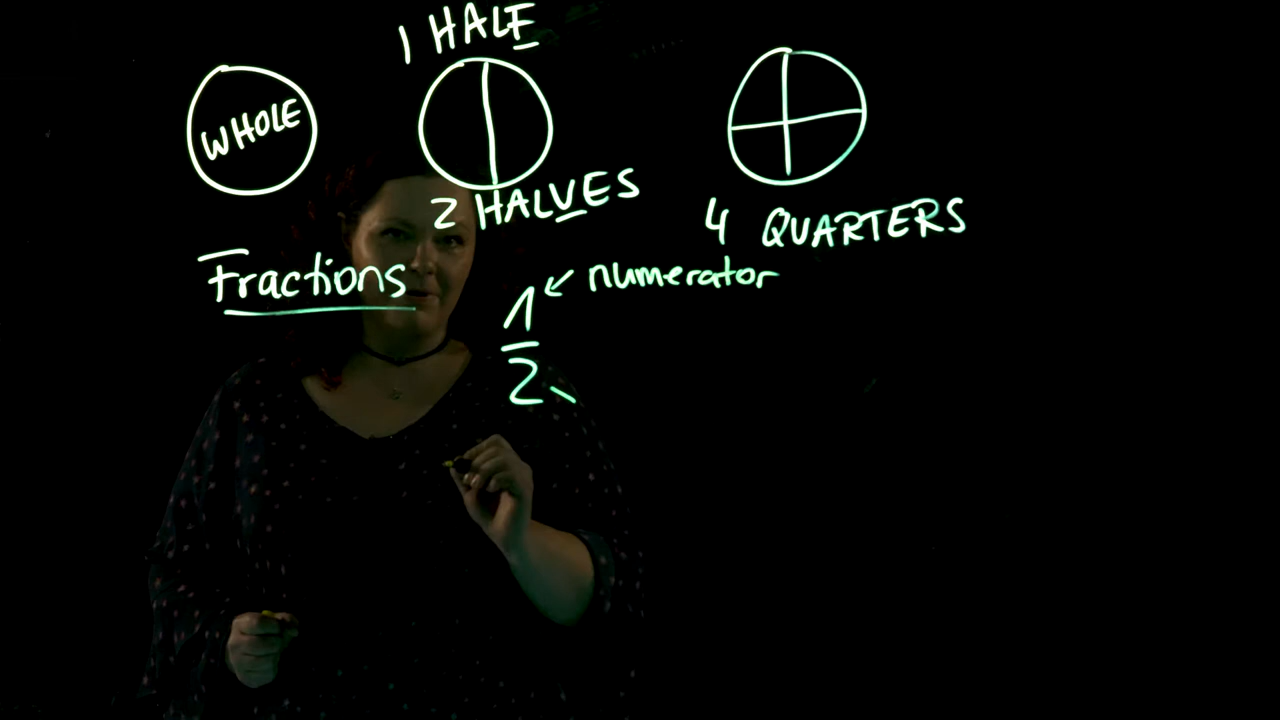 1 HALF
WHOLE
2 HALVES
4 QUARTERS
Fractions
numerator
1
2